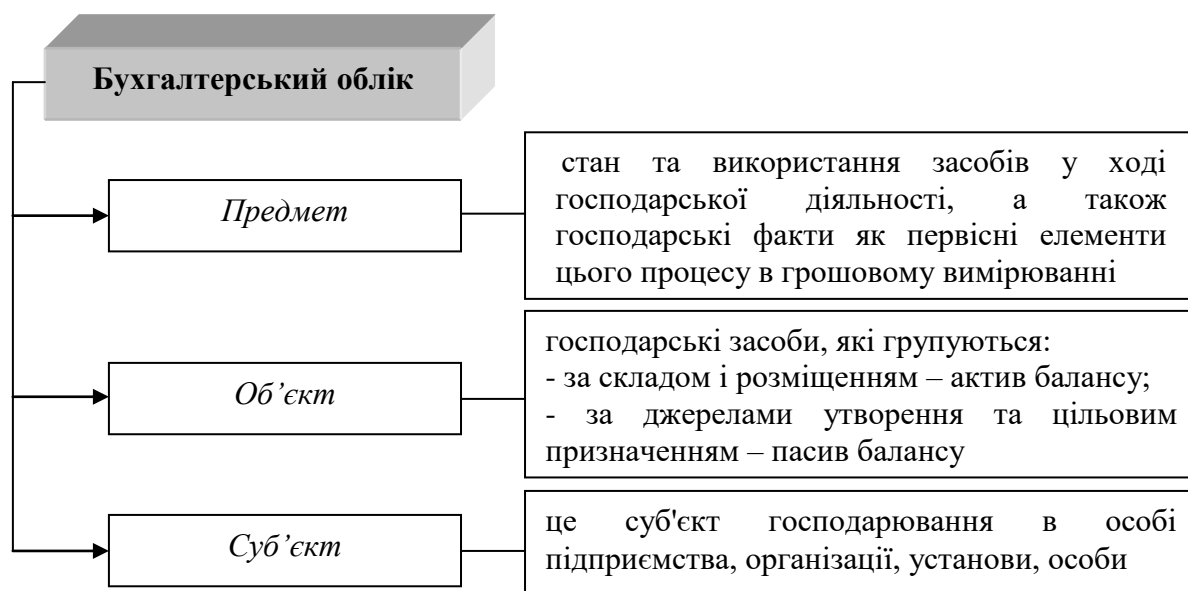 Бухгалтерський облік
Предмет
стан та використання засобів у ході
господарської діяльності, а також
господарські факти як первісні елементи
цього процесу в грошовому вимірюванні
Об’єкт
господарські засоби, які групуються:
- за складом і розміщенням – актив балансу;
- за джерелами утворення та цільовим
призначенням – пасив балансу
Суб’єкт
це суб'єкт господарювання в особі
підприємства, організації, установи, особи